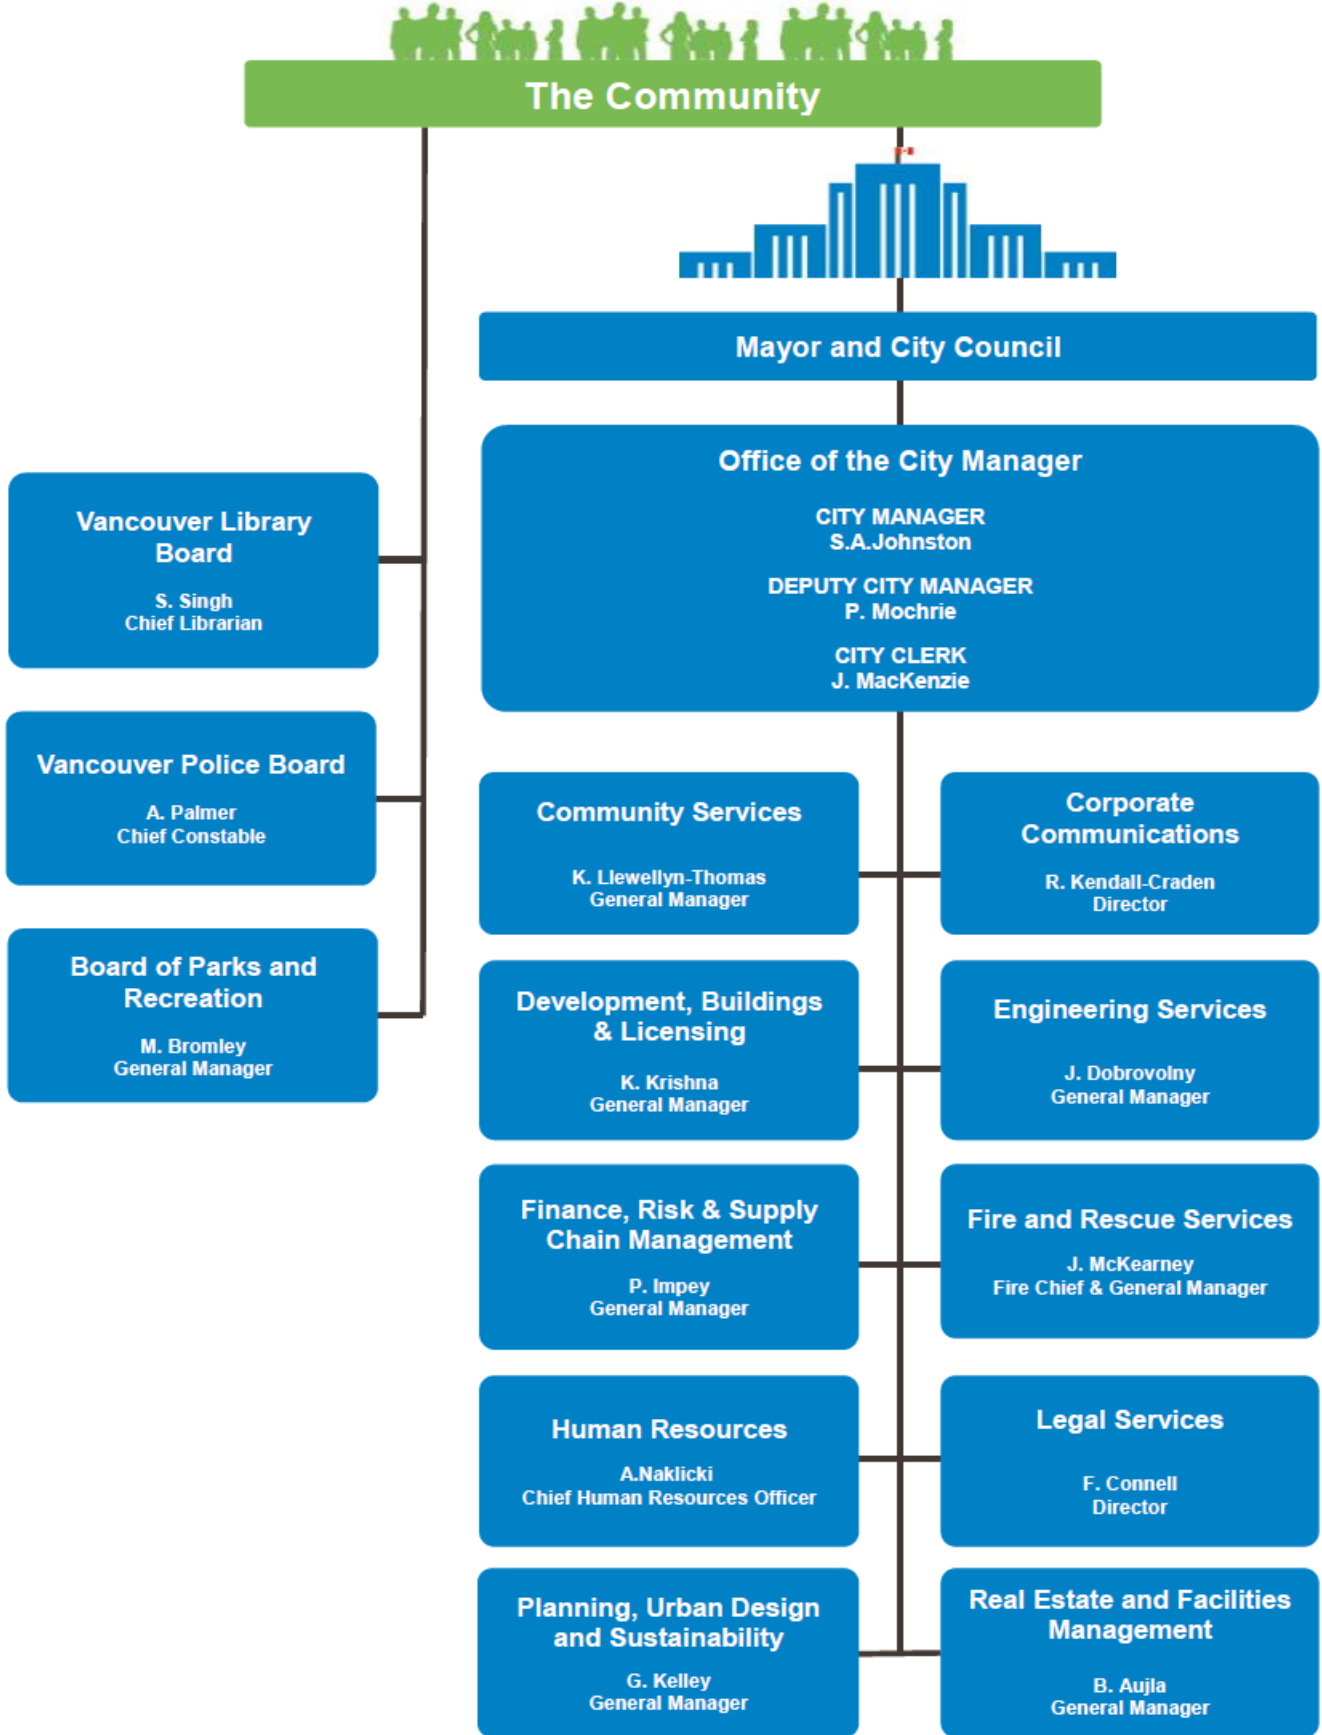 The Community
Mayor and City Council
Office of the City Manager
CITY MANAGER
S.A.Johnston
DEPUTY CITY MANAGER
P. Mochrie
CITY CLERK
J. MacKenzie
Vancouver Library
Board
S. Singh
Chief Librarian
Vancouver Police Board
A. Palmer
Chief Constable
Board of Parks and
Recreation
M. Bromley
General Manager
Community Services
K. Llewellyn-Thomas
General Manager
Corporate
Communications
R. Kendall-Craden
Director
Development, Buildings
& Licensing
K. Krishna
General Manager
Engineering Services
J. Dobrovolny
General Manager
Finance, Risk & Supply
Chain Management
P. Impey
General Manager
Fire and Rescue Services
J. McKearney
Fire Chief & General Manager
Human Resources
A.Naklicki
Chief Human Resources Officer
Legal Services
F. Connell
Director
Planning, Urban Design
and Sustainability
G. Kelley
General Manager
Real Estate and Facilities
Management
B. Aujla
General Manager